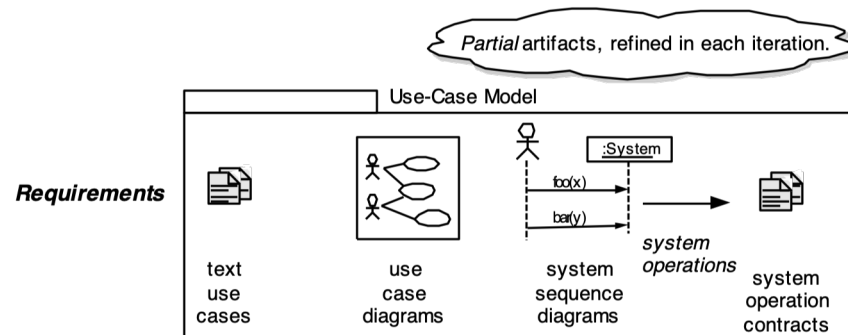 Partial artifacts, refined in each iteration.
Use-Case Model
Requirements
:System
foo(x)
bar(y)
text
use
cases
use
case
diagrams
system
sequence
diagrams
system
operations
system
operation
contracts